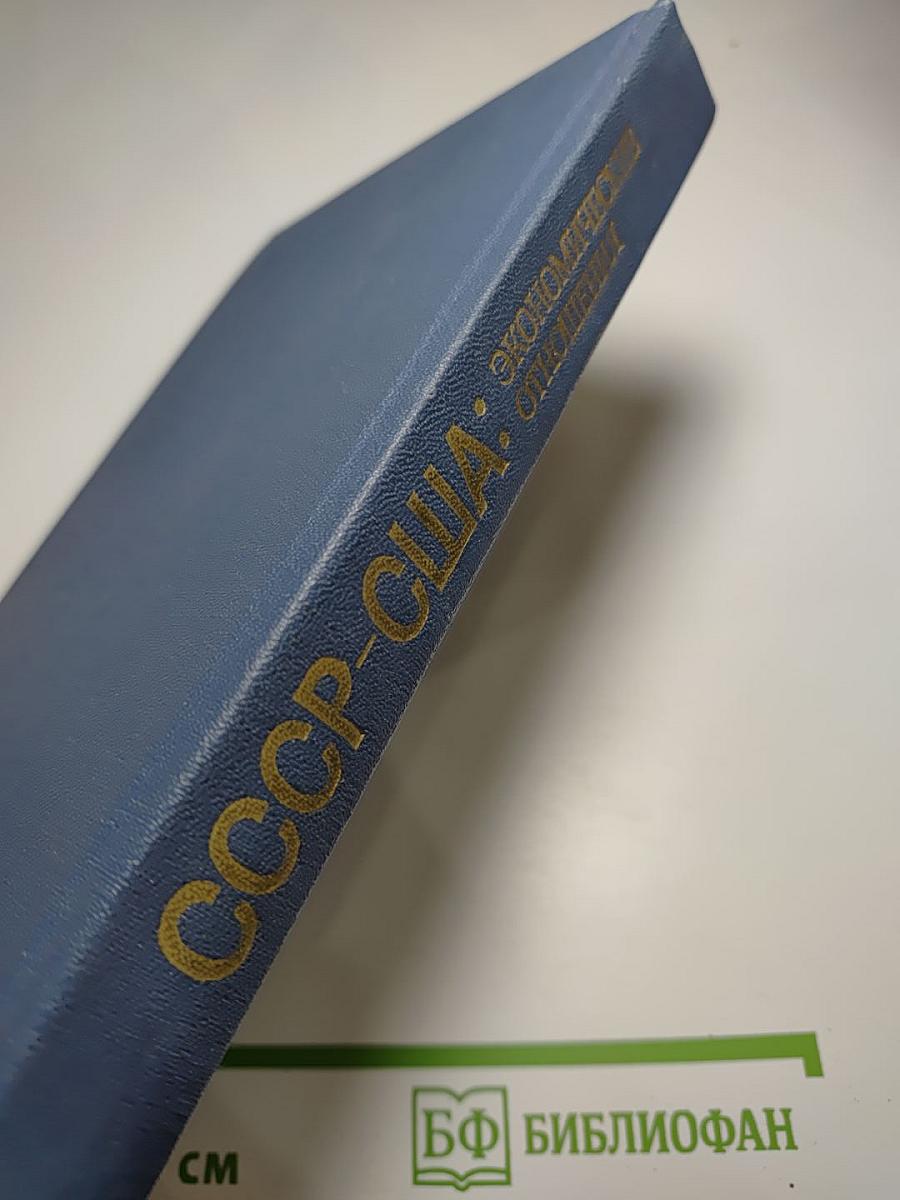 СССР-США:
ЭКОНОМИЧЕСКИЕ
ОТНОШЕНИЯ
БФ БИБЛИОФАН
СМ